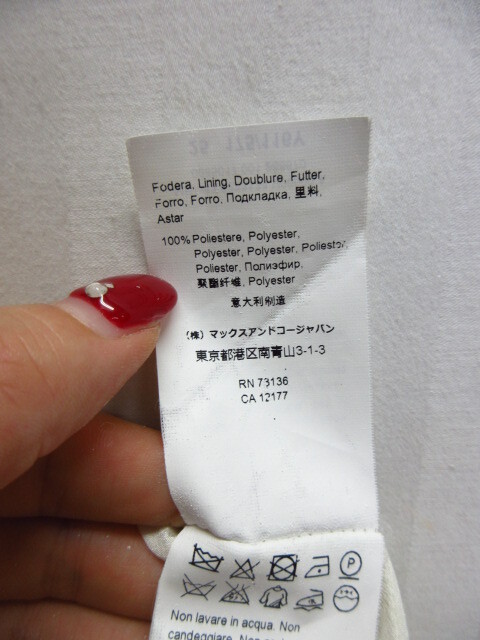 Fodera, Lining, Doublure, Futter,
Forro, Forro, Подкладка, 里料,
Astar
100% Poliestere, Polyester,
Polyester, Polyester, Poliéster,
Poliester, Полиэфир,
聚酯纤维, Polyester
意大利制造
(株) マックスアンドコージャパン
東京都港区南青山3-1-3
RN 73136
CA 12177
P
Non lavare in acqua. Non
candeggiare. Non